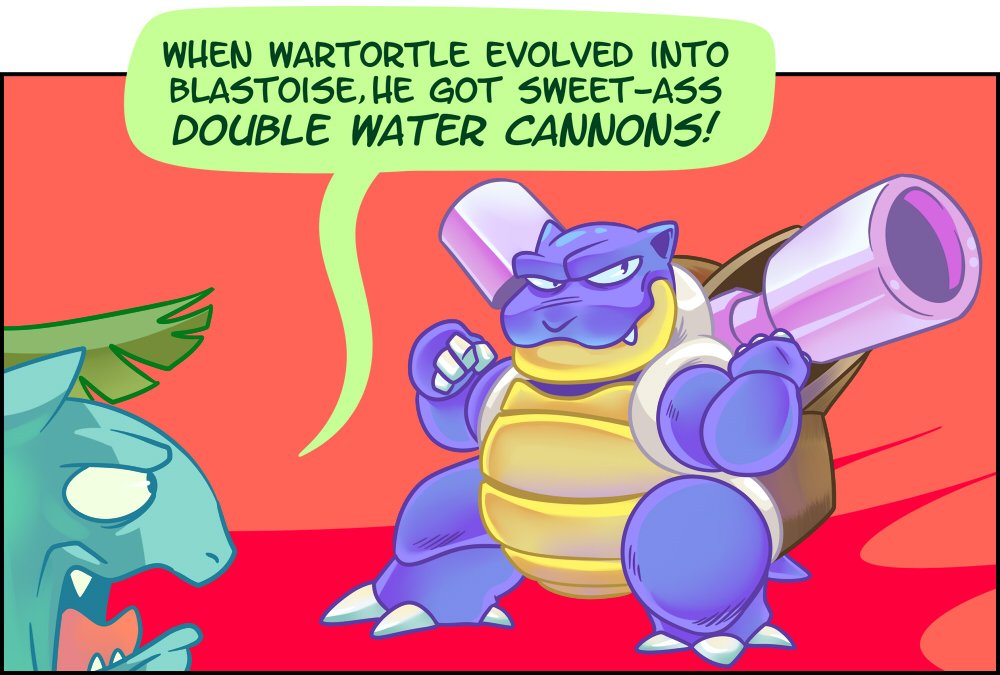 WHEN WARTORTLE EVOLVED INTO
BLASTOISE, HE GOT SWEET-ASS
DOUBLE WATER CANNONS!